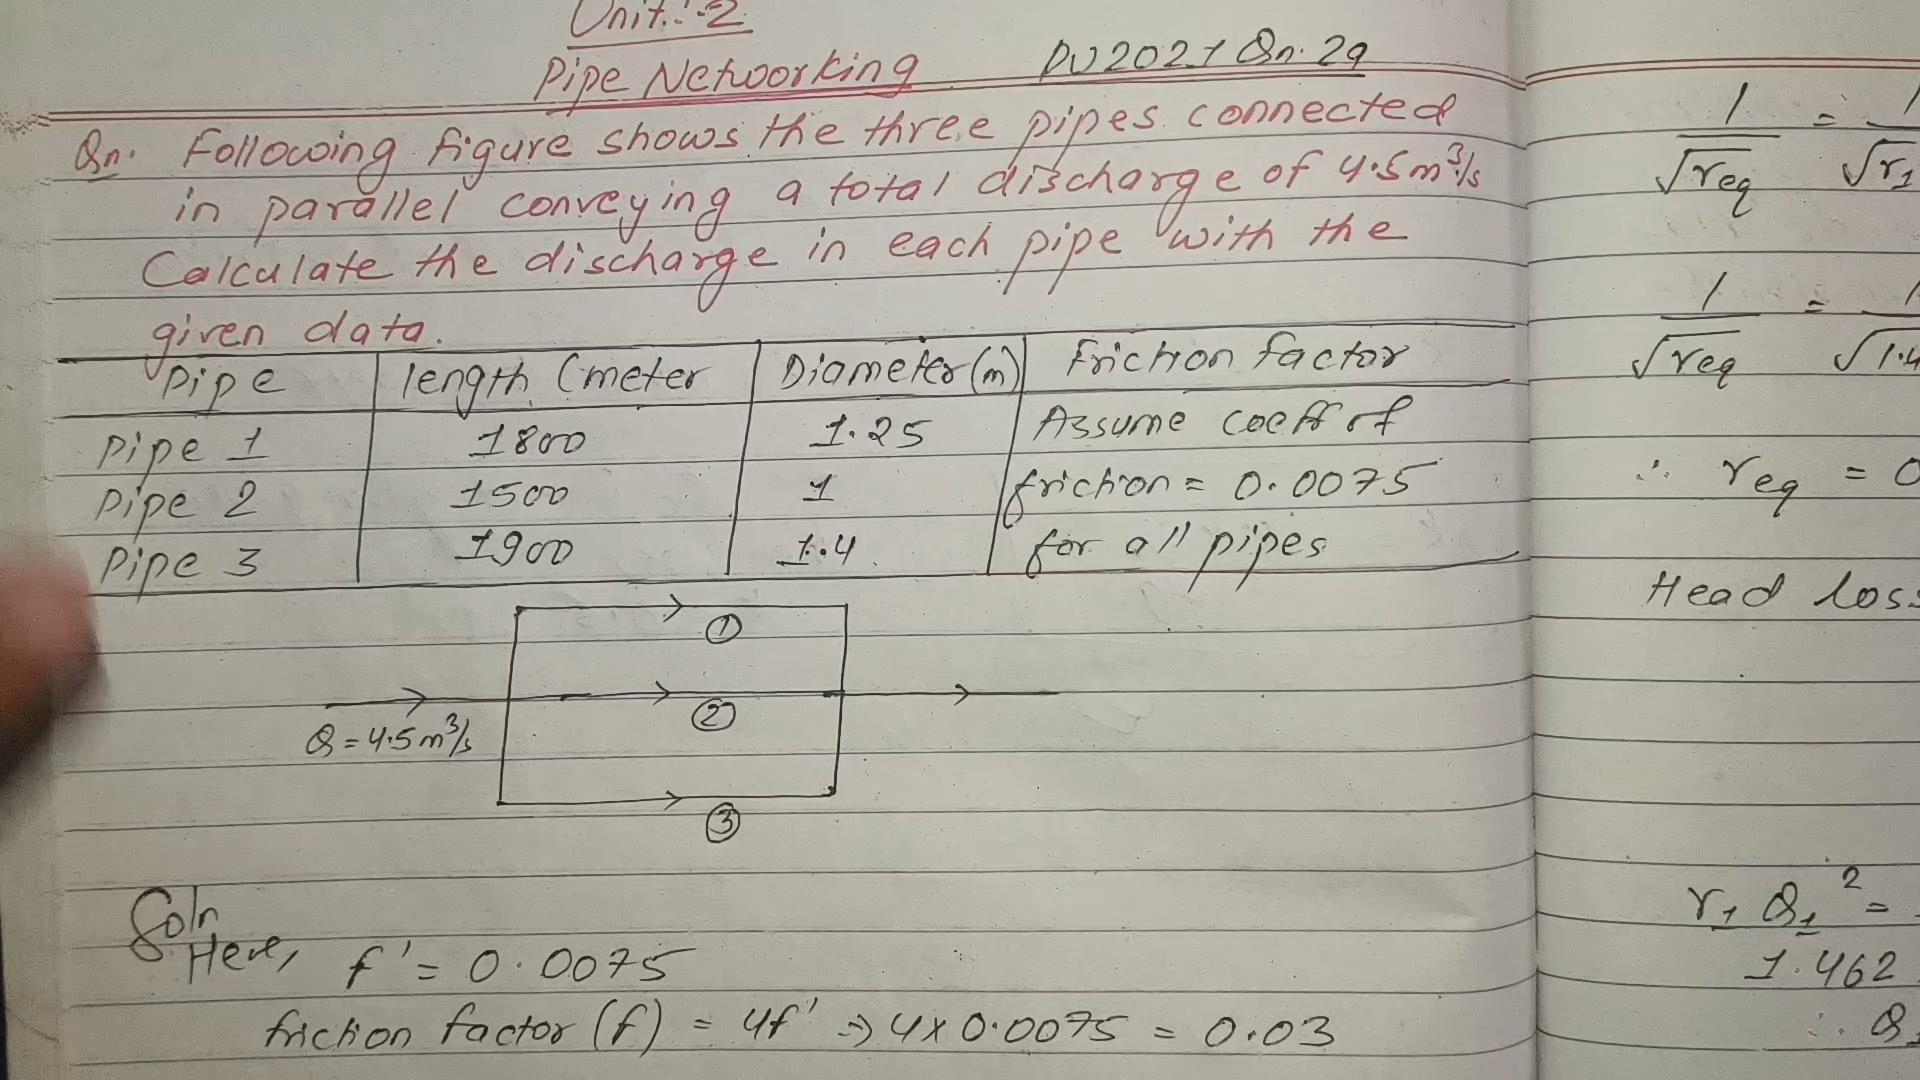 Unit:-2
Pipe Networking PU 2021 Qn. 2a
Qn. Following figure shows the three pipes connected
in parallel conveying a total discharge of 4.5m³/s
Calculate the discharge in each pipe with the
given data.
Pipe length (meter Diameter (m) Friction factor
Pipe 1 1800 1.25 Assume coeff of
Pipe 2 1500 1 friction = 0.0075
Pipe 3 1900 1.4 for all pipes
①
②
Q = 4.5m³/s
③
Soln
Here, f' = 0.0075
friction factor (f) = 4f' ⇒ 4x0.0075 = 0.03
1/√req = 1/√r1
1/√req = 1/√1.4
∴ req = 0
Head loss
r1 Q1² =
1.462
∴ Q